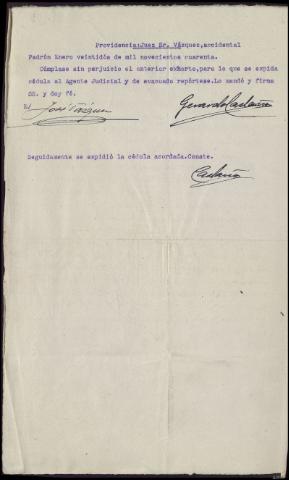 Providencia:Juez Sr. Vázquez,accidental
Padrón Enero veintidós de mil novecientos cuarenta.
Cúmplase sin perjuicio el anterior exhorto,para lo que se expida
cédula al Agente Judicial y de evacuado repórtese.Lo mandó y firma
SS. y doy fé.
E/
José Vázquez
Gerardo Castaño
Seguidamente se expidió la cédula acordada.Conste.
Castaño